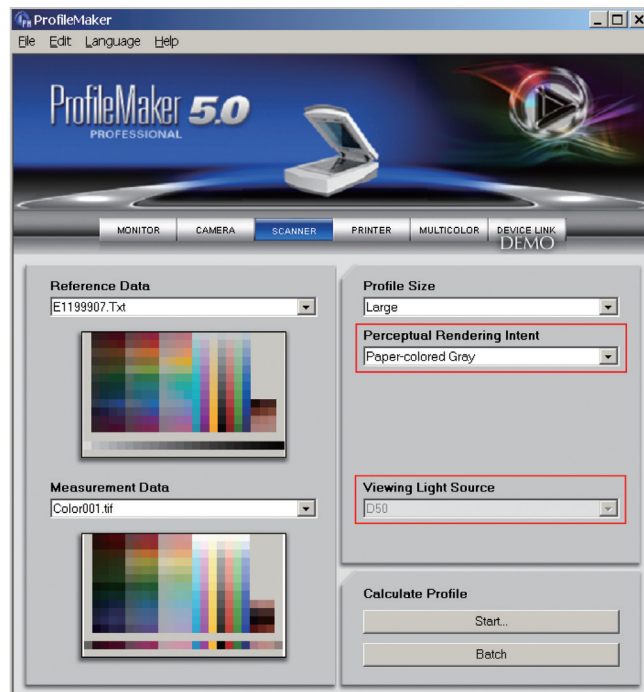 ProfileMaker
File Edit Language Help
ProfileMaker 5.0
PROFESSIONAL
MONITOR CAMERA SCANNER PRINTER MULTICOLOR DEVICE LINK
DEMO
Reference Data
E1199907.Txt
Measurement Data
Color001.tif
Profile Size
Large
Perceptual Rendering Intent
Paper-colored Gray
Viewing Light Source
D50
Calculate Profile
Start...
Batch